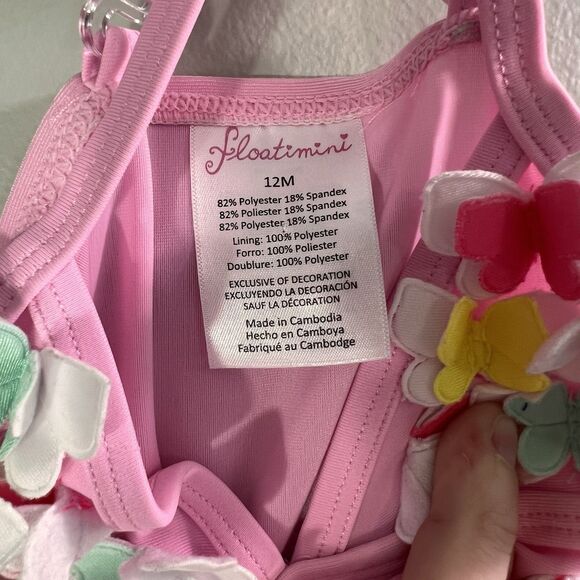 floatimini
12M
82% Polyester 18% Spandex
82% Poliester 18% Spandex
82% Polyester 18% Spandex
Lining: 100% Polyester
Forro: 100% Poliester
Doublure: 100% Polyester
EXCLUSIVE OF DECORATION
EXCLUYENDO LA DECORACIÓN
SAUF LA DÉCORATION
Made in Cambodia
Hecho en Camboya
Fabriqué au Cambodge